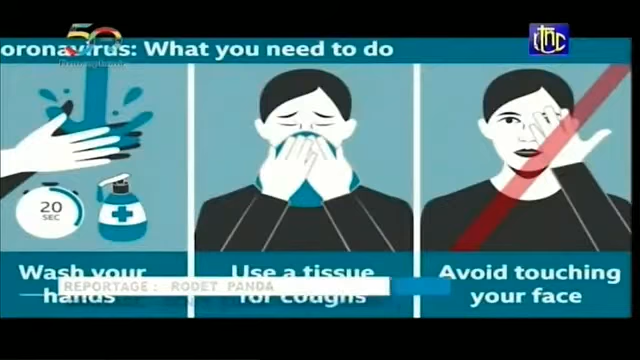 50
oronavirus: What you need to do
20
SEC
Wash your
hands
Use a tissue
for coughs
Avoid touching
your face
REPORTAGE : RODET PANDA